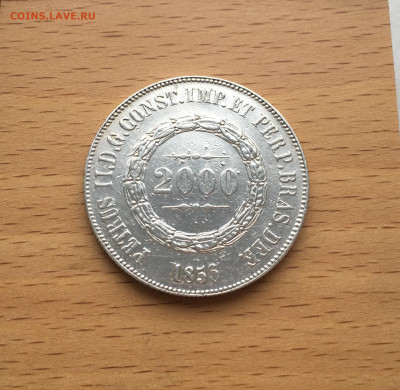 COINS.LAVE.RU
PETRUS II.D.G.CONST.IMP.ET PERP.BRAS.DEF.
2000
1856